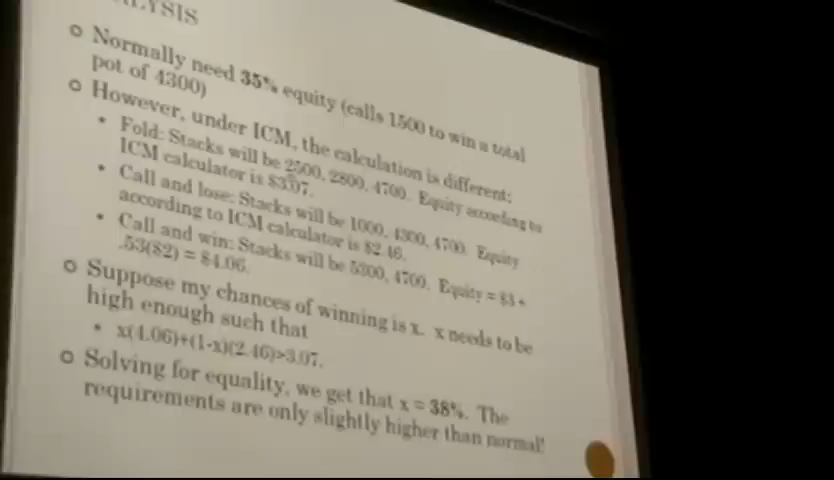 ALYSIS
Normally need 35% equity (calls 1500 to win a total
pot of 4300)
However, under ICM, the calculation is different:
Fold: Stacks will be 2500, 2800, 4700. Equity according to
ICM calculator is $3.07.
Call and lose: Stacks will be 1000, 4300, 4700. Equity
according to ICM calculator is $2.46.
Call and win: Stacks will be 5300, 4700. Equity = $3 +
.53($2) = $4.06.
Suppose my chances of winning is x. x needs to be
high enough such that
x(4.06)+(1-x)(2.46)>3.07.
Solving for equality, we get that x = 38%. The
requirements are only slightly higher than normal!